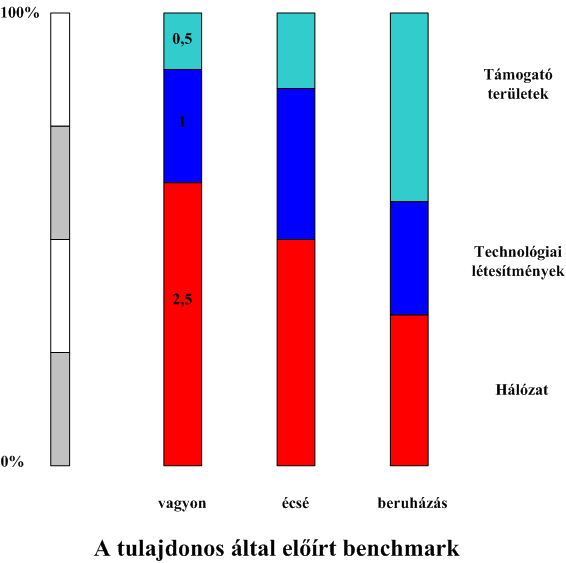 100%
0,5
Támogató
területek
1
Technológiai
létesítmények
2,5
Hálózat
0%
vagyon
écsé
beruházás
A tulajdonos által előírt benchmark